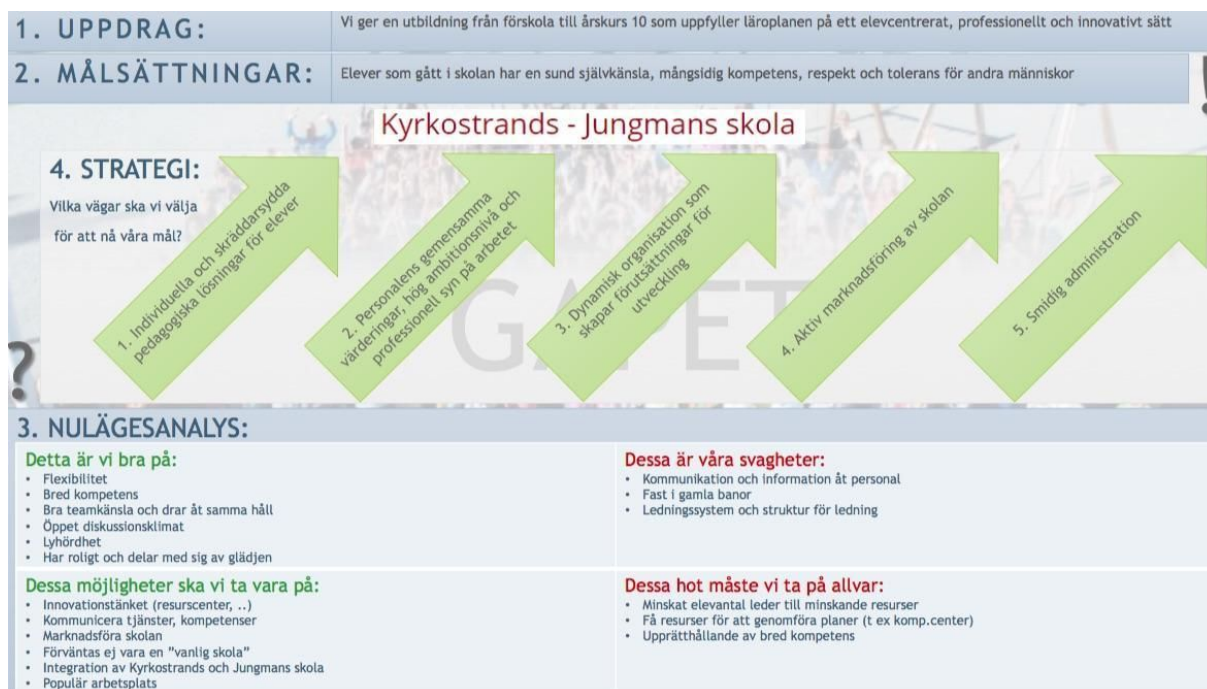 1. UPPDRAG:
Vi ger en utbildning från förskola till årskurs 10 som uppfyller läroplanen på ett elevcentrerat, professionellt och innovativt sätt
2. MÅLSÄTTNINGAR:
Elever som gått i skolan har en sund självkänsla, mångsidig kompetens, respekt och tolerans för andra människor
!
Kyrkostrands - Jungmans skola
4. STRATEGI:
Vilka vägar ska vi välja
för att nå våra mål?
1. Individuella och skräddarsydda
pedagogiska lösningar för elever
2. Personalens gemensamma
värderingar, hög ambitionsnivå och
professionell syn på arbetet
3. Dynamisk organisation som
skapar förutsättningar för
utveckling
4. Aktiv marknadsföring av skolan
5. Smidig administration
GAPET
?
3. NULÄGESANALYS:
Detta är vi bra på:
• Flexibilitet
• Bred kompetens
• Bra teamkänsla och drar åt samma håll
• Öppet diskussionsklimat
• Lyhördhet
• Har roligt och delar med sig av glädjen
Dessa är våra svagheter:
• Kommunikation och information åt personal
• Fast i gamla banor
• Ledningssystem och struktur för ledning
Dessa möjligheter ska vi ta vara på:
• Innovationstänket (resurscenter, ..)
• Kommunicera tjänster, kompetenser
• Marknadsföra skolan
• Förväntas ej vara en "vanlig skola"
• Integration av Kyrkostrands och Jungmans skola
• Populär arbetsplats
Dessa hot måste vi ta på allvar:
• Minskat elevantal leder till minskande resurser
• Få resurser för att genomföra planer (t ex komp.center)
• Upprätthållande av bred kompetens